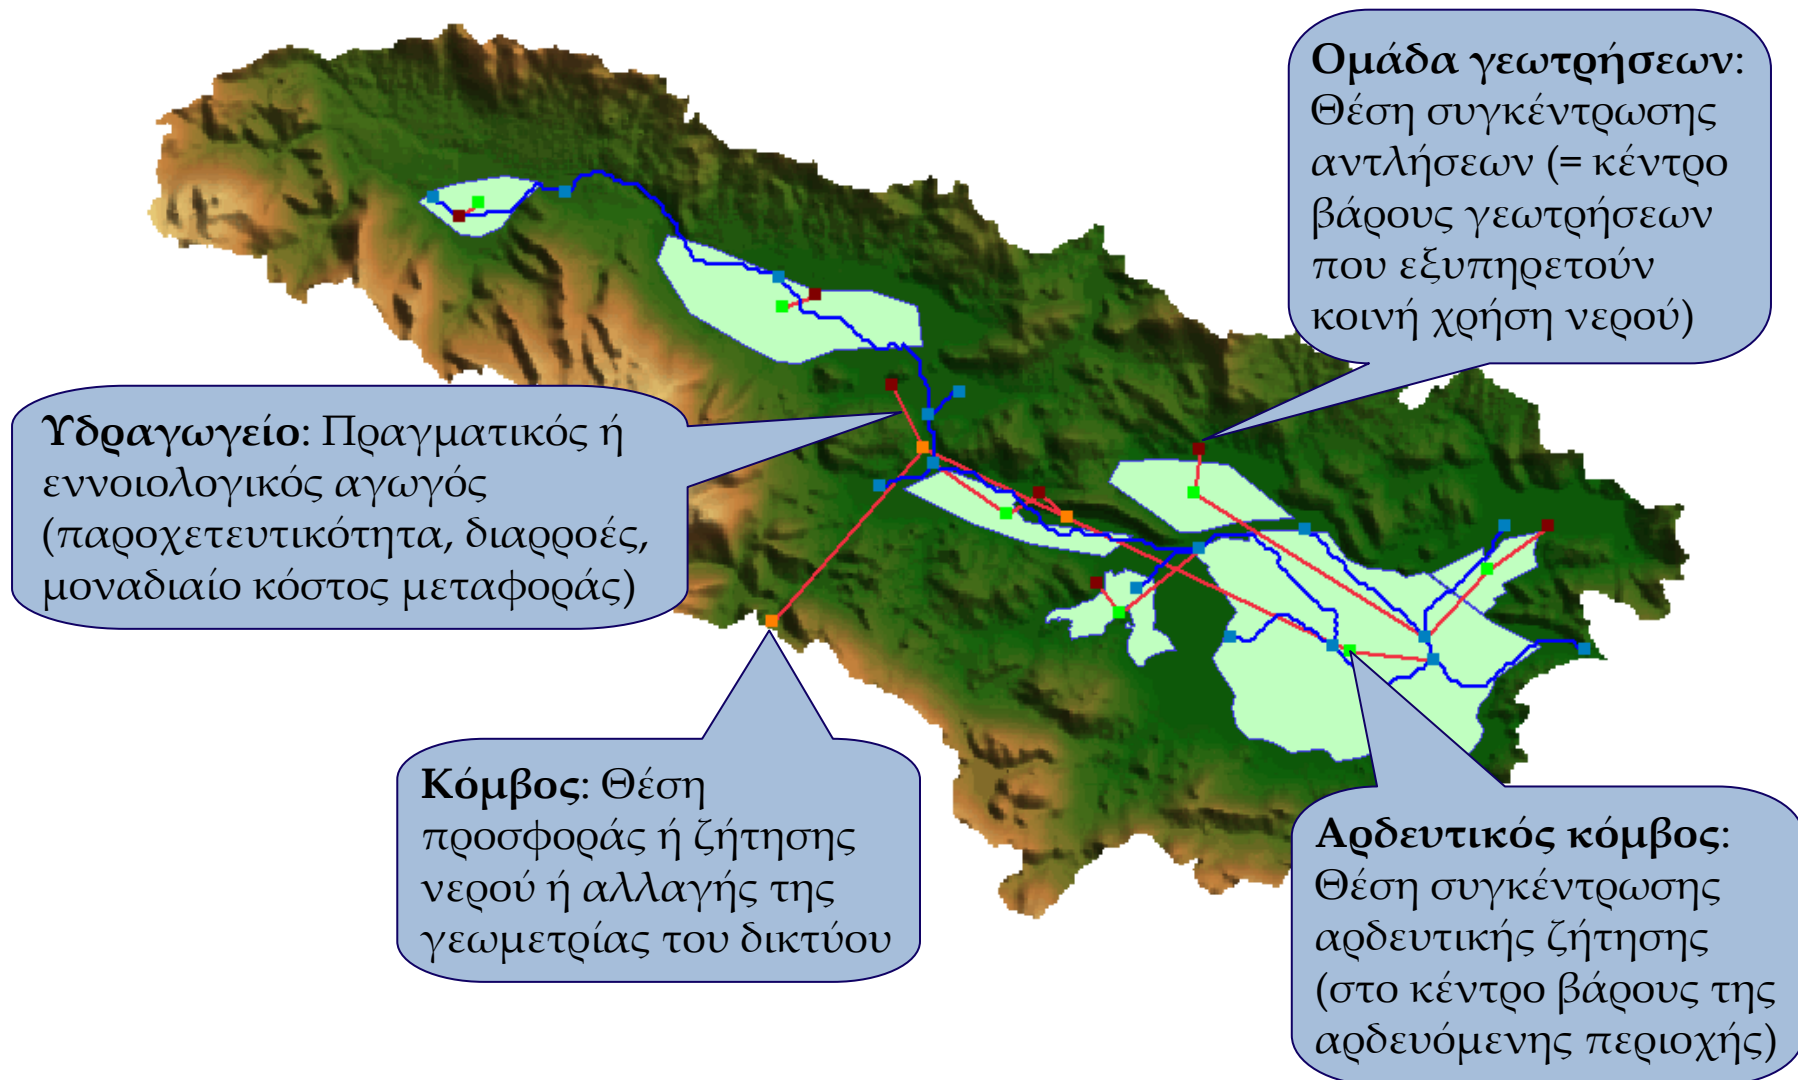 Ομάδα γεωτρήσεων:
Θέση συγκέντρωσης
αντλήσεων (= κέντρο
βάρους γεωτρήσεων
που εξυπηρετούν
κοινή χρήση νερού)
Υδραγωγείο: Πραγματικός ή
εννοιολογικός αγωγός
(παροχετευτικότητα, διαρροές,
μοναδιαίο κόστος μεταφοράς)
Κόμβος: Θέση
προσφοράς ή ζήτησης
νερού ή αλλαγής της
γεωμετρίας του δικτύου
Αρδευτικός κόμβος:
Θέση συγκέντρωσης
αρδευτικής ζήτησης
(στο κέντρο βάρους της
αρδευόμενης περιοχής)